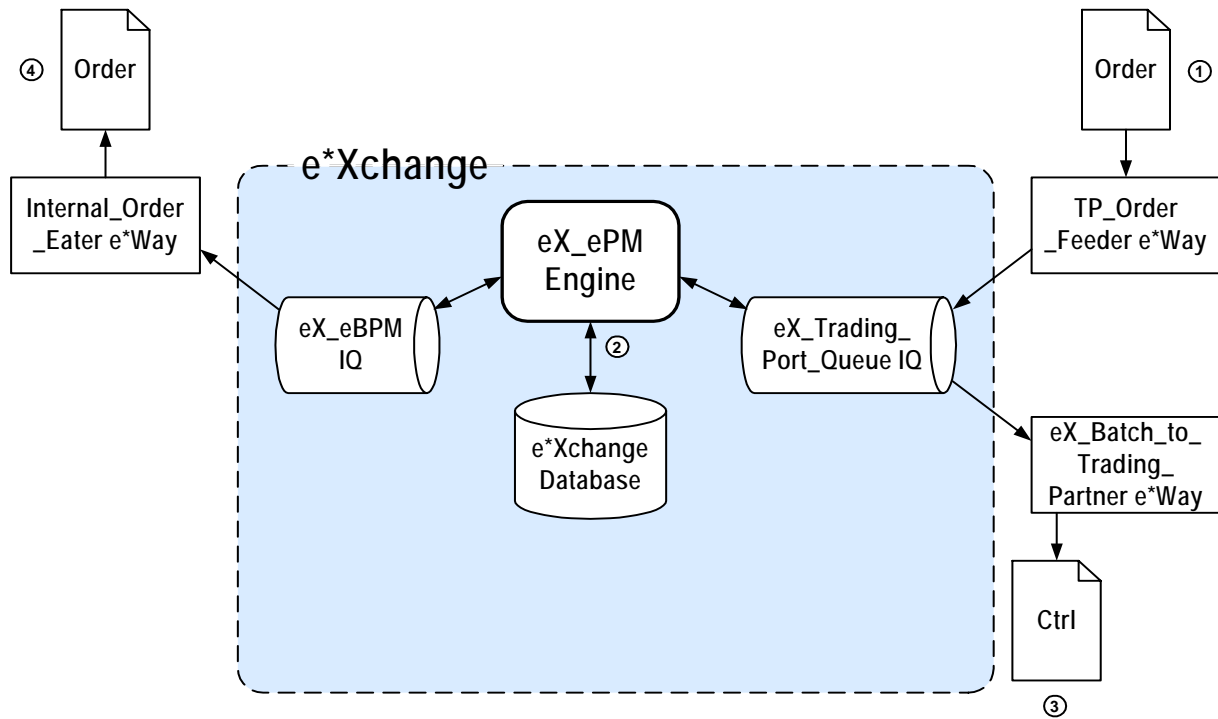 ④
Order
Order
①
e*Xchange
Internal_Order
_Eater e*Way
eX_ePM
Engine
TP_Order
_Feeder e*Way
eX_eBPM
IQ
②
eX_Trading_
Port_Queue IQ
e*Xchange
Database
eX_Batch_to_
Trading_
Partner e*Way
Ctrl
③